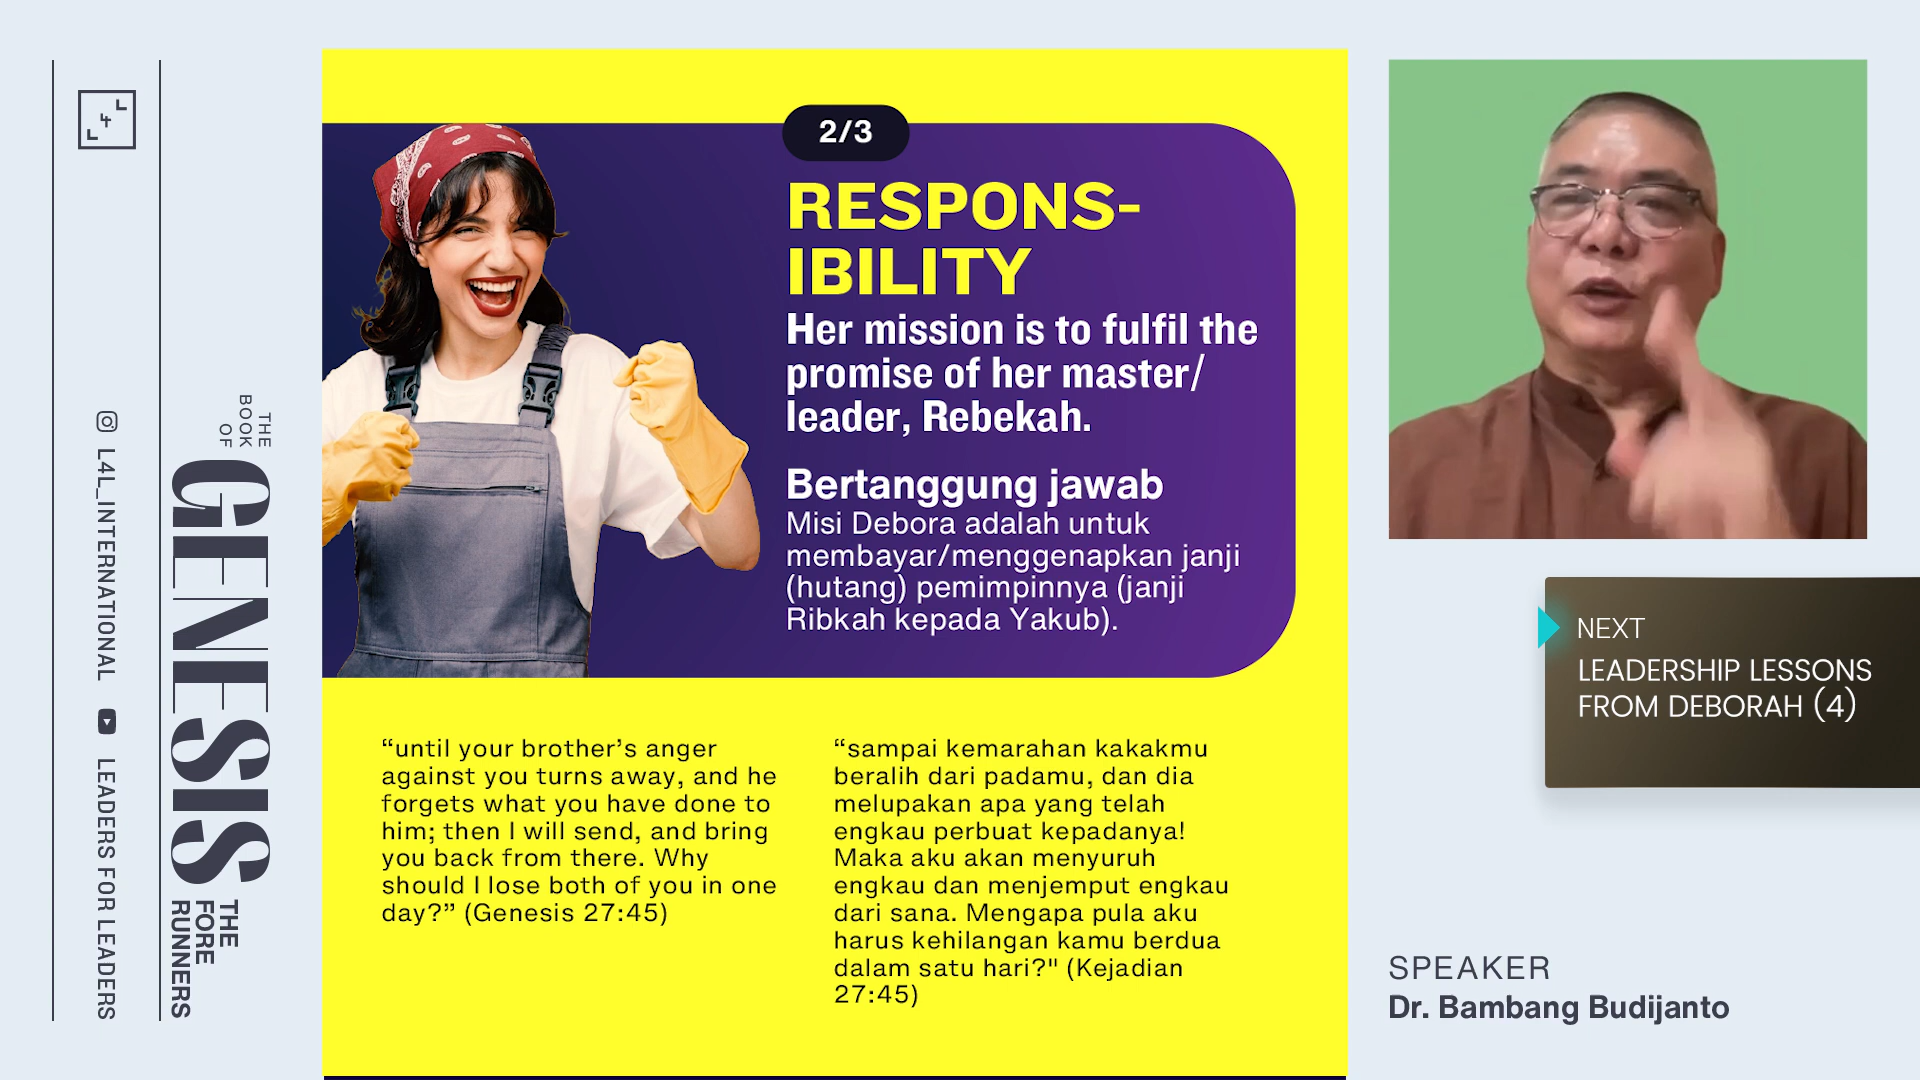 L4L
L4L_INTERNATIONAL
LEADERS FOR LEADERS
THE
BOOK
OF
GENESIS
THE
FORE
RUNNERS
2/3
RESPONS-
IBILITY
Her mission is to fulfil the
promise of her master/
leader, Rebekah.
Bertanggung jawab
Misi Debora adalah untuk
membayar/menggenapkan janji
(hutang) pemimpinnya (janji
Ribkah kepada Yakub).
“until your brother’s anger
against you turns away, and he
forgets what you have done to
him; then I will send, and bring
you back from there. Why
should I lose both of you in one
day?” (Genesis 27:45)
“sampai kemarahan kakakmu
beralih dari padamu, dan dia
melupakan apa yang telah
engkau perbuat kepadanya!
Maka aku akan menyuruh
engkau dan menjemput engkau
dari sana. Mengapa pula aku
harus kehilangan kamu berdua
dalam satu hari?" (Kejadian
27:45)
NEXT
LEADERSHIP LESSONS
FROM DEBORAH (4)
SPEAKER
Dr. Bambang Budijanto